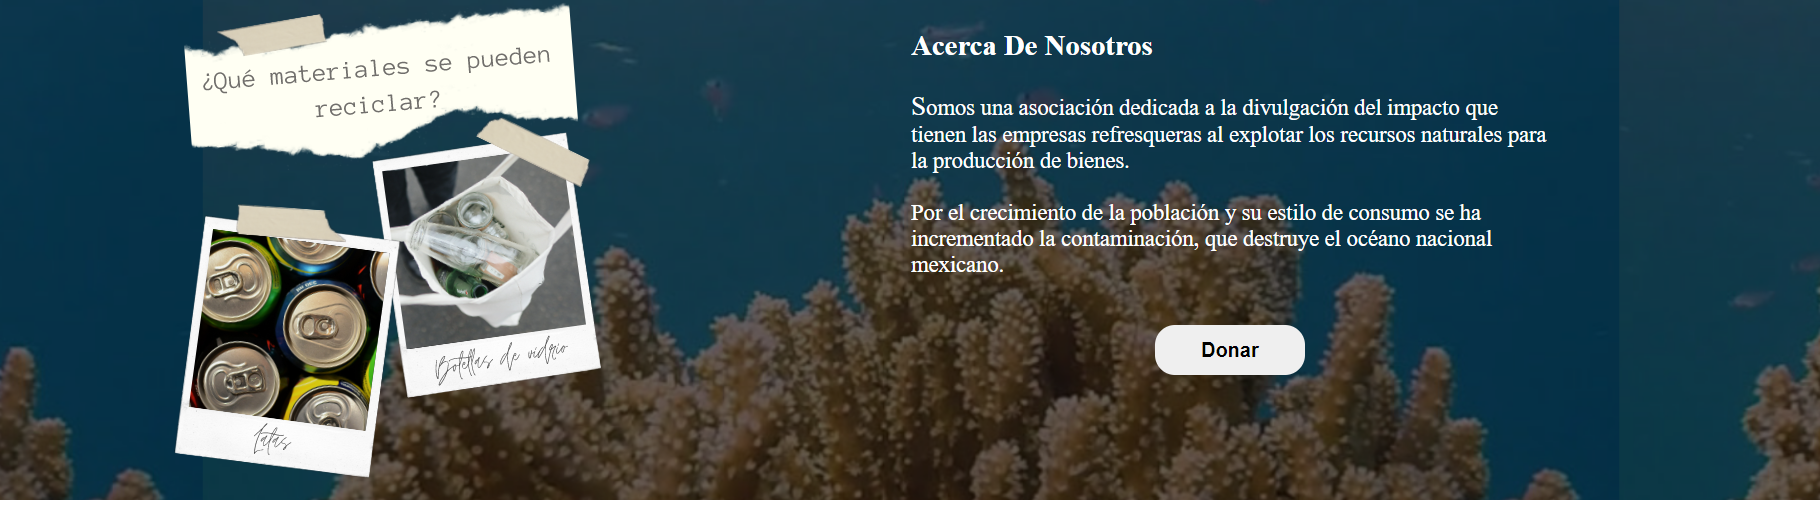 ¿Qué materiales se pueden
reciclar?
Botellas de vidrio
Latas
Acerca De Nosotros
Somos una asociación dedicada a la divulgación del impacto que
tienen las empresas refresqueras al explotar los recursos naturales para
la producción de bienes.
Por el crecimiento de la población y su estilo de consumo se ha
incrementado la contaminación, que destruye el océano nacional
mexicano.
Donar